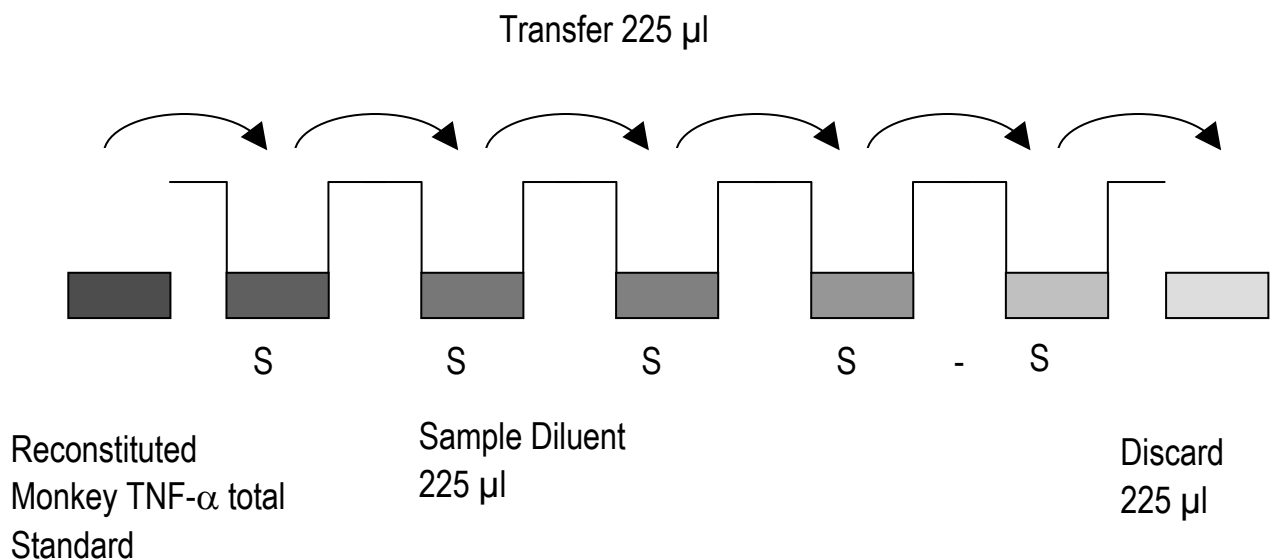 Transfer 225 µl
S S S S - S
Reconstituted
Monkey TNF-α total
Standard
Sample Diluent
225 µl
Discard
225 µl